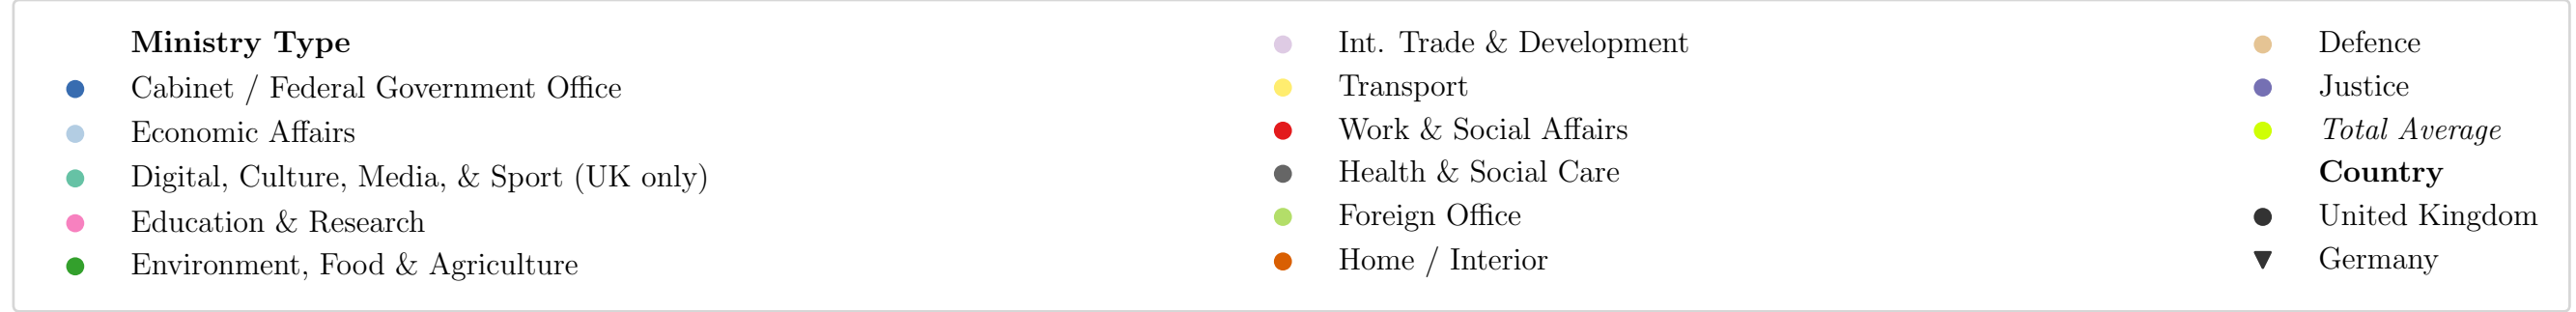 Ministry Type
Cabinet / Federal Government Office
Economic Affairs
Digital, Culture, Media, & Sport (UK only)
Education & Research
Environment, Food & Agriculture
Int. Trade & Development
Transport
Work & Social Affairs
Health & Social Care
Foreign Office
Home / Interior
Defence
Justice
Total Average
Country
United Kingdom
Germany